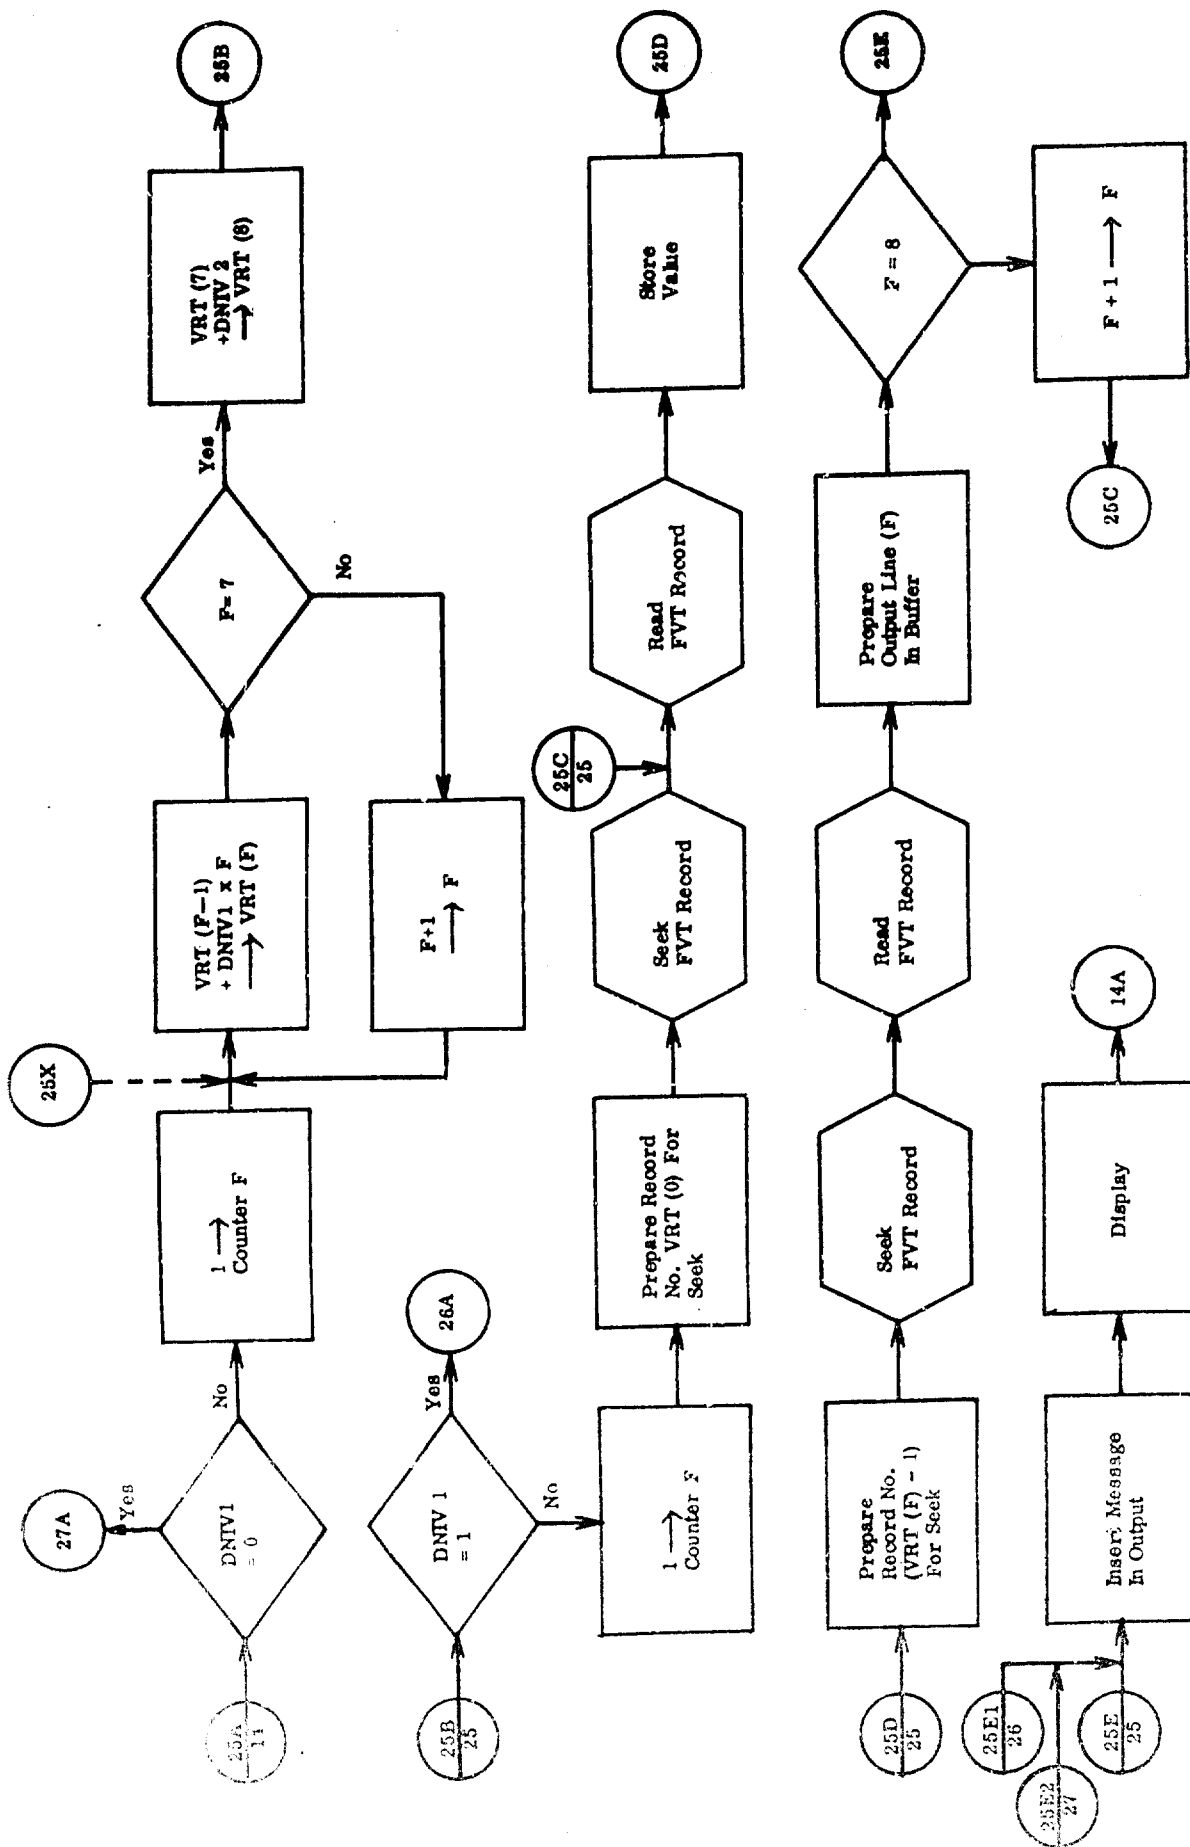 25A
14
DNIV1
= 0
Yes
27A
No
1 →
Counter F
25X
VRT (F-1)
+ DNIV1 x F
→ VRT (F)
F= 7
No
F+1
→ F
Yes
VRT (7)
+DNIV 2
→ VRT (8)
25B
25B
25
DNIV 1
= 1
Yes
26A
No
1 →
Counter F
Prepare Record
No. VRT (0) For
Seek
Seek
FVT Record
25C
25
Read
FVT Record
Store
Value
25D
25D
25
Prepare
Record No.
(VRT (F) - 1)
For Seek
Seek
FVT Record
Read
FVT Record
Prepare
Output Line (F)
In Buffer
F = 8
25E
F + 1 → F
25C
25E1
26
25E2
27
25E
25
Insert Message
In Output
Display
14A